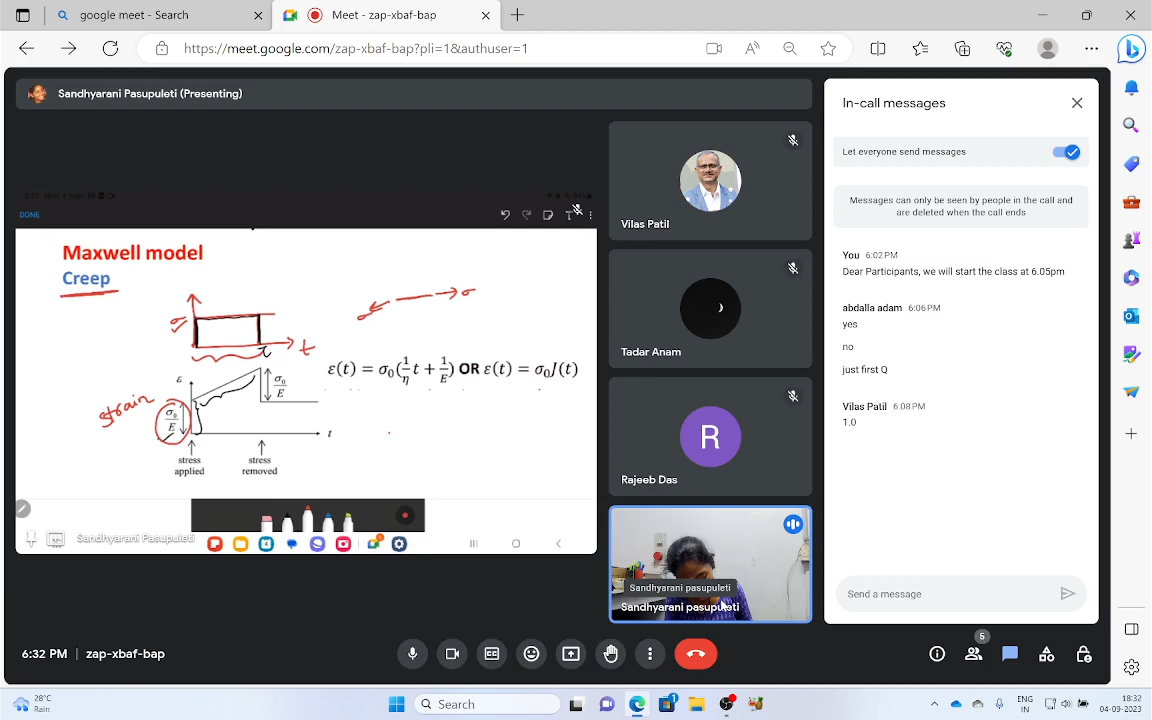 google meet - Search
Meet - zap-xbaf-bap
https://meet.google.com/zap-xbaf-bap?pli=1&authuser=1
Sandhyarani Pasupuleti (Presenting)
DONE
Maxwell model
Creep
σ
t
ε(t) = σ₀(1/η t + 1/E) OR ε(t) = σ₀J(t)
ε
σ₀/E
strain
σ₀/E
t
stress applied
stress removed
Sandhyarani Pasupuleti
Vilas Patil
Tadar Anam
R
Rajeeb Das
Sandhyarani pasupuleti
Sandhyarani pasupuleti
In-call messages
Let everyone send messages
Messages can only be seen by people in the call and
are deleted when the call ends
You 6:02 PM
Dear Participants, we will start the class at 6.05pm
abdalla adam 6:06 PM
yes
no
just first Q
Vilas Patil 6:08 PM
1.0
Send a message
6:32 PM | zap-xbaf-bap
5
28°C
Rain
Search
1
ENG
IN
18:32
04-09-2023